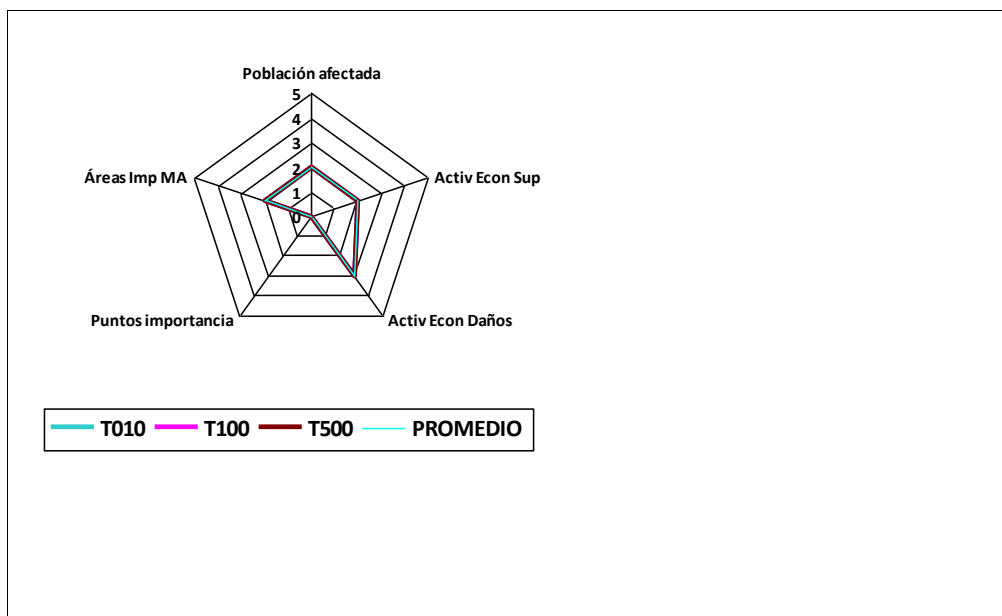 Población afectada
5
4
3
2
1
0
Áreas Imp MA
Activ Econ Sup
Puntos importancia
Activ Econ Daños
T010 T100 T500 PROMEDIO